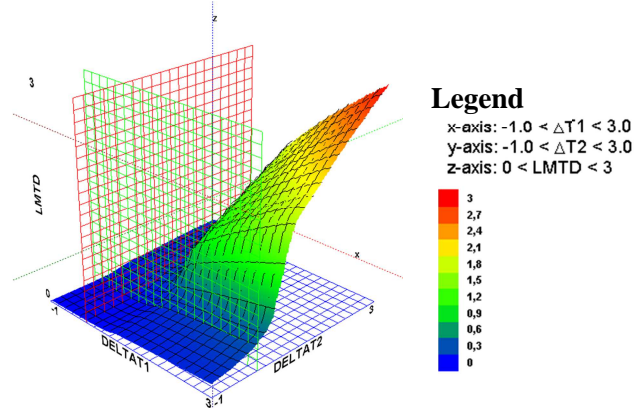 z
3
LMTD
0
-1
DELTAT1
3
-1
DELTAT2
3
x
Legend
x-axis: -1.0 < △T1 < 3.0
y-axis: -1.0 < △T2 < 3.0
z-axis: 0 < LMTD < 3
3
2,7
2,4
2,1
1,8
1,5
1,2
0,9
0,6
0,3
0